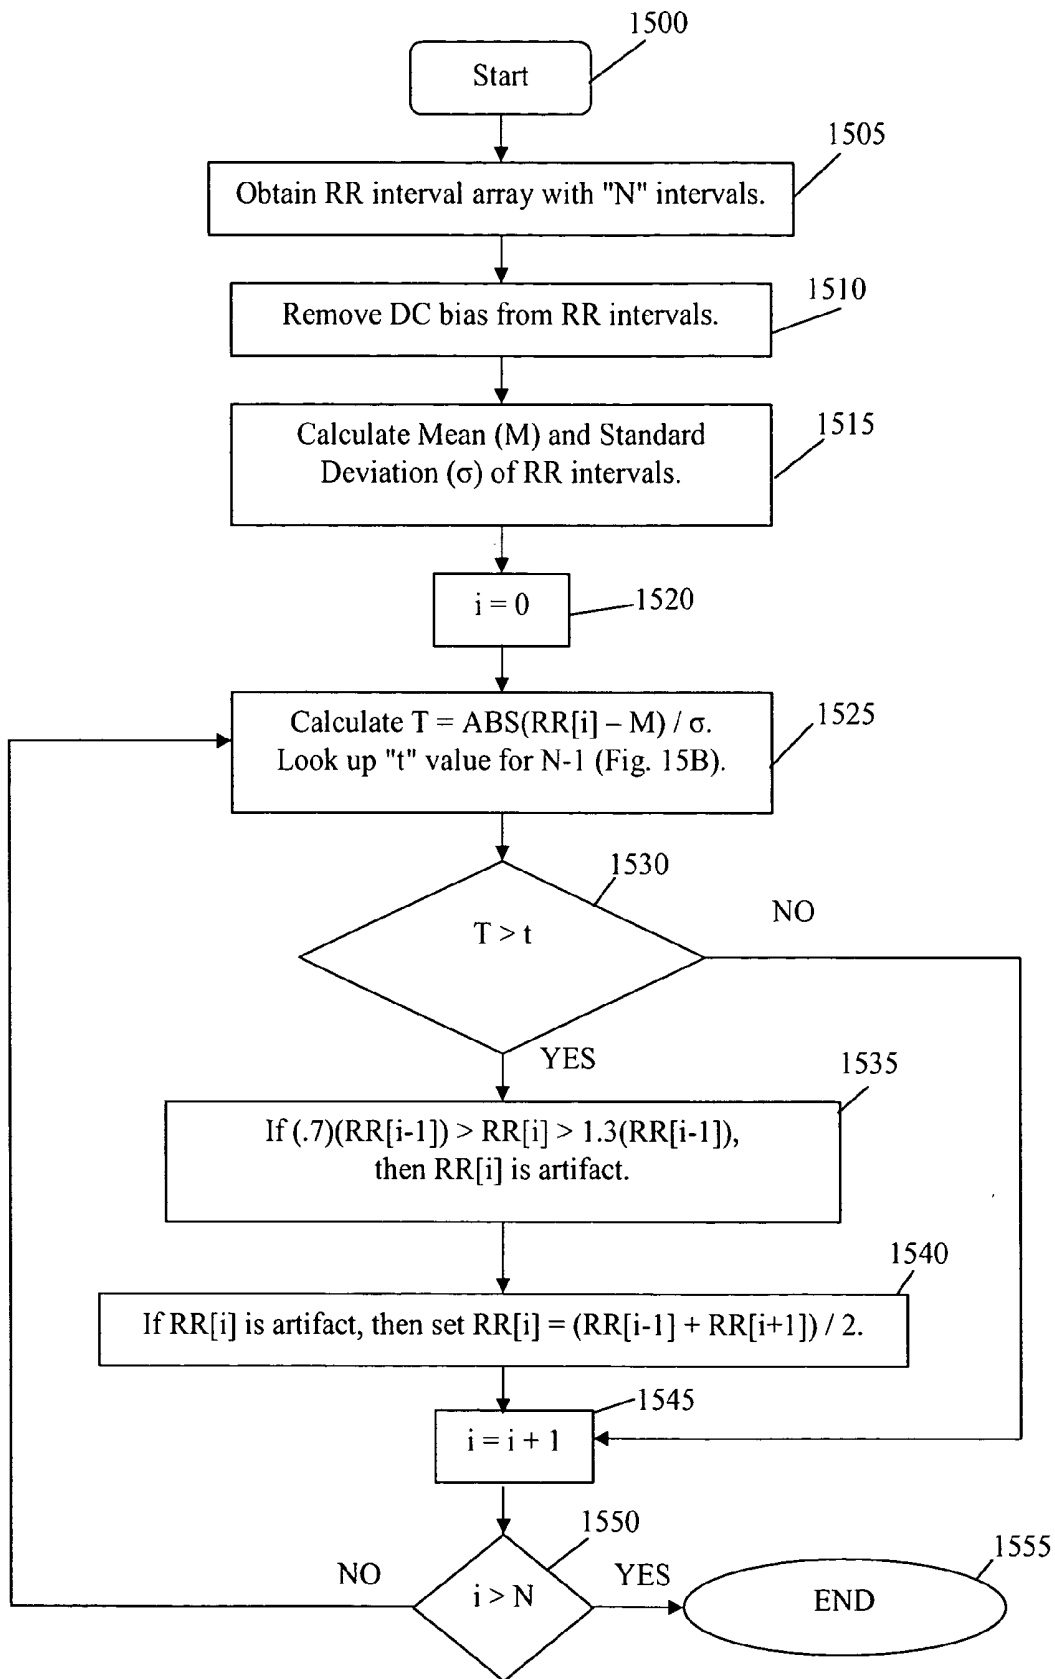 1500
Start
1505
Obtain RR interval array with "N" intervals.
1510
Remove DC bias from RR intervals.
1515
Calculate Mean (M) and Standard
Deviation (σ) of RR intervals.
i = 0
1520
Calculate T = ABS(RR[i] – M) / σ.
Look up "t" value for N-1 (Fig. 15B).
1525
1530
T > t
NO
YES
1535
If (.7)(RR[i-1]) > RR[i] > 1.3(RR[i-1]),
then RR[i] is artifact.
1540
If RR[i] is artifact, then set RR[i] = (RR[i-1] + RR[i+1]) / 2.
1545
i = i + 1
1550
NO
i > N
YES
1555
END